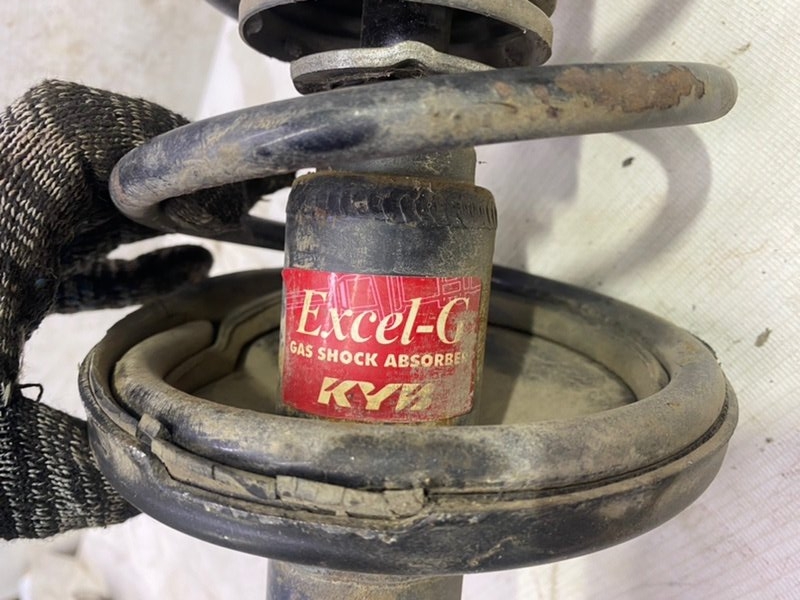 Excel-G
GAS SHOCK ABSORBER
KYB